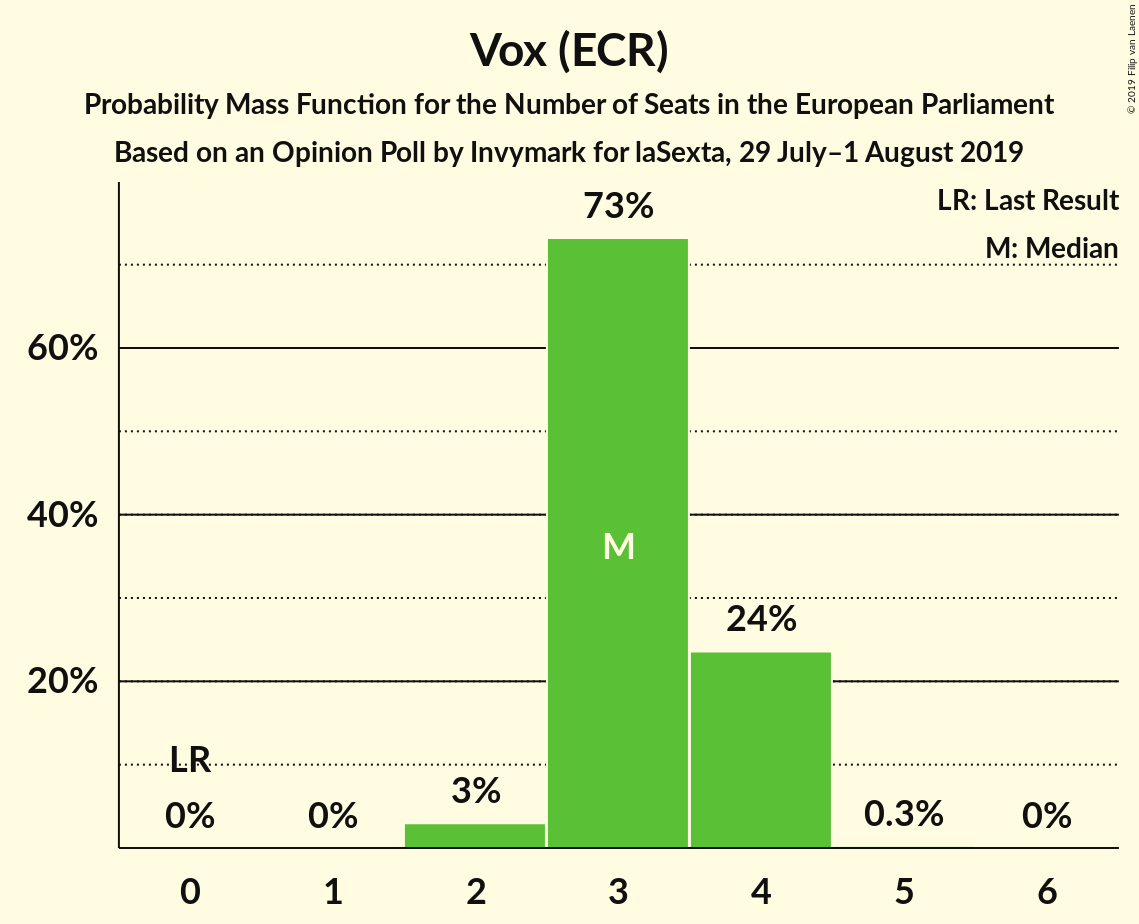 Vox (ECR)
Probability Mass Function for the Number of Seats in the European Parliament
Based on an Opinion Poll by Invymark for laSexta, 29 July–1 August 2019
© 2019 Filip van Laenen
LR: Last Result
M: Median
73%
60%
40%
M
24%
20%
LR
0%
0%
3%
0.3%
0%
0
1
2
3
4
5
6